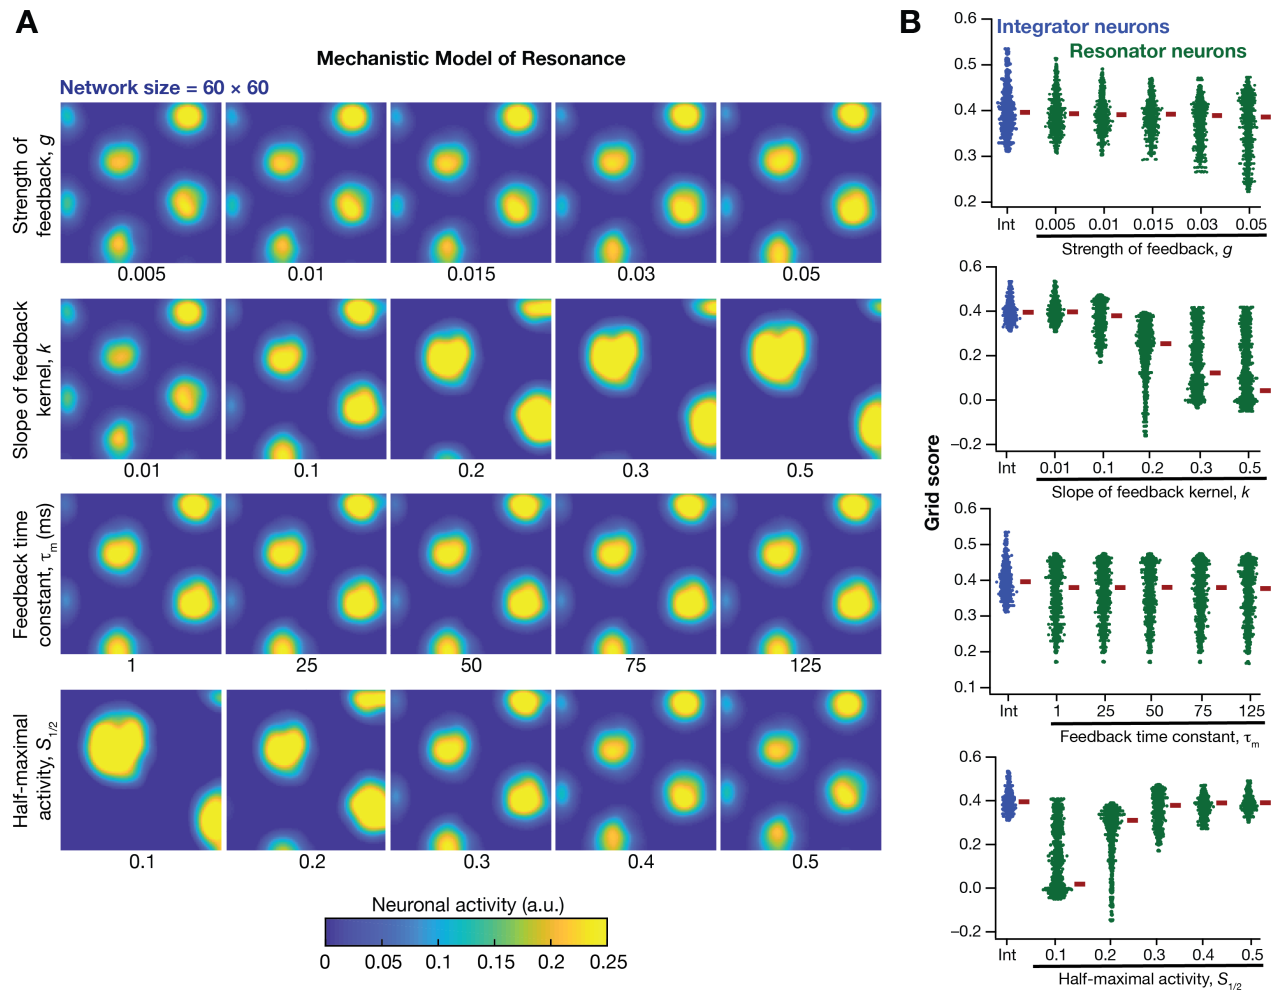 A
Mechanistic Model of Resonance
Network size = 60 × 60
Strength of
feedback, g
0.005 0.01 0.015 0.03 0.05
Slope of feedback
kernel, k
0.01 0.1 0.2 0.3 0.5
Feedback time
constant, τm (ms)
1 25 50 75 125
Half-maximal
activity, S1/2
0.1 0.2 0.3 0.4 0.5
Neuronal activity (a.u.)
0 0.05 0.1 0.15 0.2 0.25
B
Grid score
Integrator neurons
Resonator neurons
0.6
0.5
0.4
0.3
0.2
Int 0.005 0.01 0.015 0.03 0.05
Strength of feedback, g
0.6
0.4
0.2
0.0
−0.2
Int 0.01 0.1 0.2 0.3 0.5
Slope of feedback kernel, k
0.6
0.5
0.4
0.3
0.2
0.1
Int 1 25 50 75 125
Feedback time constant, τm
0.6
0.4
0.2
0.0
−0.2
Int 0.1 0.2 0.3 0.4 0.5
Half-maximal activity, S1/2